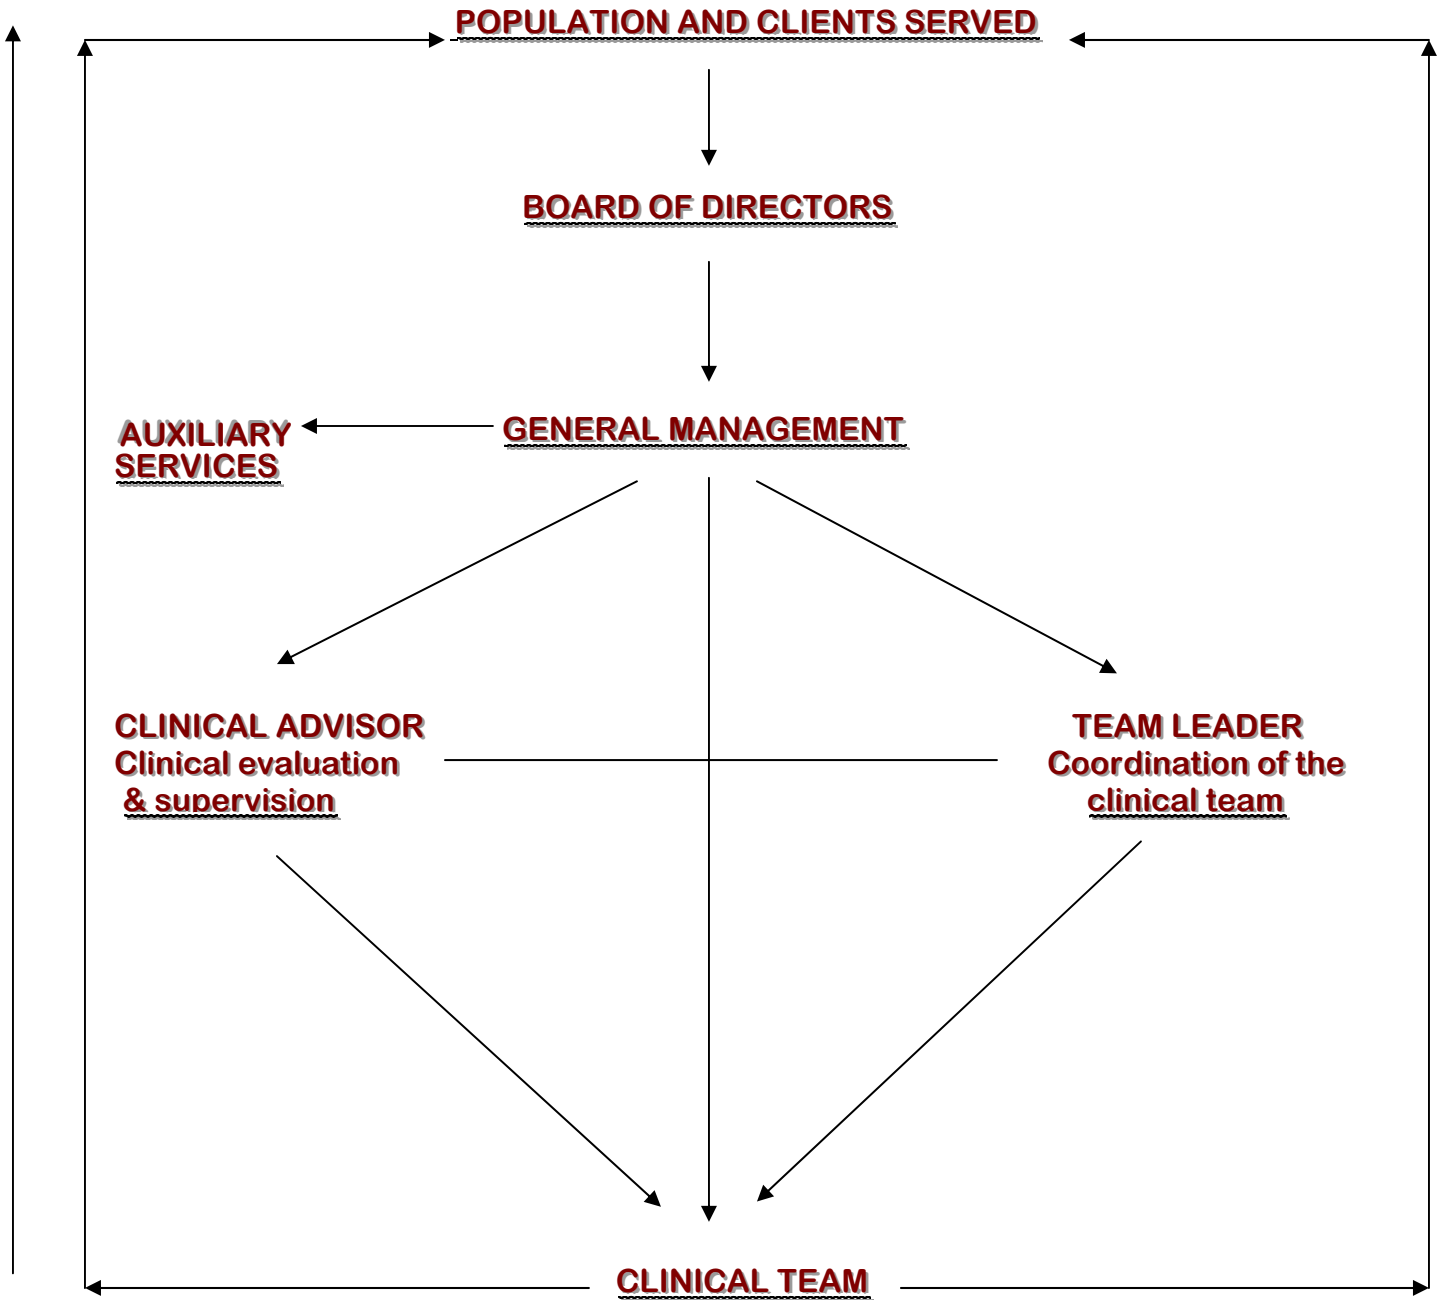 POPULATION AND CLIENTS SERVED
BOARD OF DIRECTORS
GENERAL MANAGEMENT
AUXILIARY
SERVICES
CLINICAL ADVISOR
Clinical evaluation
& supervision
TEAM LEADER
Coordination of the
clinical team
CLINICAL TEAM